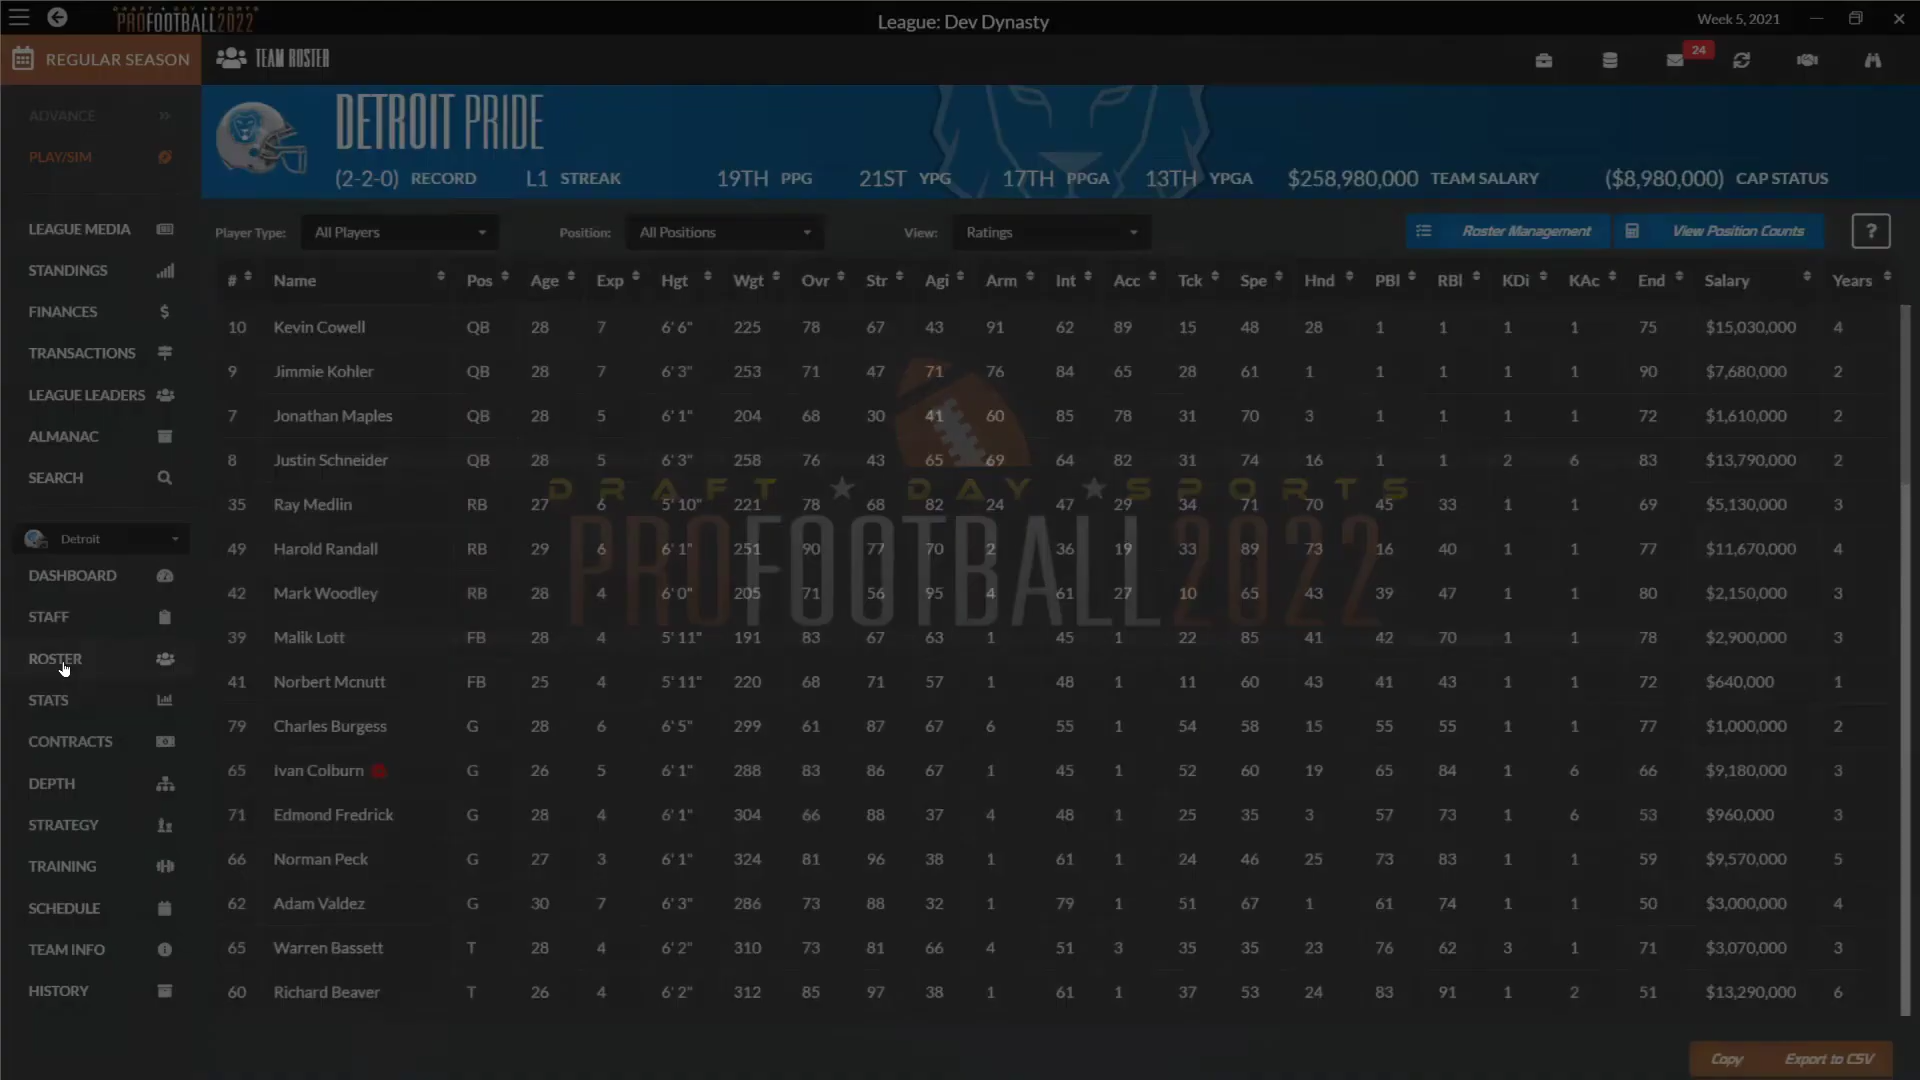 DRAFT DAY SPORTS
PROFOOTBALL2022
League: Dev Dynasty
Week 5, 2021
REGULAR SEASON
TEAM ROSTER
24
ADVANCE
PLAY/SIM
DETROIT PRIDE
(2-2-0) RECORD L1 STREAK 19TH PPG 21ST YPG 17TH PPGA 13TH YPGA $258,980,000 TEAM SALARY ($8,980,000) CAP STATUS
LEAGUE MEDIA
STANDINGS
FINANCES
TRANSACTIONS
LEAGUE LEADERS
ALMANAC
SEARCH
Detroit
DASHBOARD
STAFF
ROSTER
STATS
CONTRACTS
DEPTH
STRATEGY
TRAINING
SCHEDULE
TEAM INFO
HISTORY
Player Type: All Players Position: All Positions View: Ratings Roster Management View Position Counts ?
# Name Pos Age Exp Hgt Wgt Ovr Str Agi Arm Int Acc Tck Spe Hnd PBl RBl KDi KAc End Salary Years
10 Kevin Cowell QB 28 7 6' 6" 225 78 67 43 91 62 89 15 48 28 1 1 1 1 75 $15,030,000 4
9 Jimmie Kohler QB 28 7 6' 3" 253 71 47 71 76 84 65 28 61 1 1 1 1 1 90 $7,680,000 2
7 Jonathan Maples QB 28 5 6' 1" 204 68 30 41 60 85 78 31 70 3 1 1 1 1 72 $1,610,000 2
8 Justin Schneider QB 28 5 6' 3" 258 76 43 65 69 64 82 31 74 16 1 1 2 6 83 $13,790,000 2
35 Ray Medlin RB 27 6 5' 10" 221 78 68 82 24 47 29 34 71 70 45 33 1 1 69 $5,130,000 3
49 Harold Randall RB 29 6 6' 1" 251 90 77 70 2 36 19 33 89 73 16 40 1 1 77 $11,670,000 4
42 Mark Woodley RB 28 4 6' 0" 205 71 56 95 4 61 27 10 65 43 39 47 1 1 80 $2,150,000 3
39 Malik Lott FB 28 4 5' 11" 191 83 67 63 1 45 1 22 85 41 42 70 1 1 78 $2,900,000 3
41 Norbert Mcnutt FB 25 4 5' 11" 220 68 71 57 1 48 1 11 60 43 41 43 1 1 72 $640,000 1
79 Charles Burgess G 28 6 6' 5" 299 61 87 67 6 55 1 54 58 15 55 55 1 1 77 $1,000,000 2
65 Ivan Colburn G 26 5 6' 1" 288 83 86 67 1 45 1 52 60 19 65 84 1 6 66 $9,180,000 3
71 Edmond Fredrick G 28 4 6' 1" 304 66 88 37 4 48 1 25 35 3 57 73 1 6 53 $960,000 3
66 Norman Peck G 27 3 6' 1" 324 81 96 38 1 61 1 24 46 25 73 83 1 1 59 $9,570,000 5
62 Adam Valdez G 30 7 6' 3" 286 73 88 32 1 79 1 51 67 1 61 74 1 1 50 $3,000,000 4
65 Warren Bassett T 28 4 6' 2" 310 73 81 66 4 51 3 35 35 23 76 62 3 1 71 $3,070,000 3
60 Richard Beaver T 26 4 6' 2" 312 85 97 38 1 61 1 37 53 24 83 91 1 2 51 $13,290,000 6
DRAFT DAY SPORTS
PROFOOTBALL2022
Copy Export to CSV